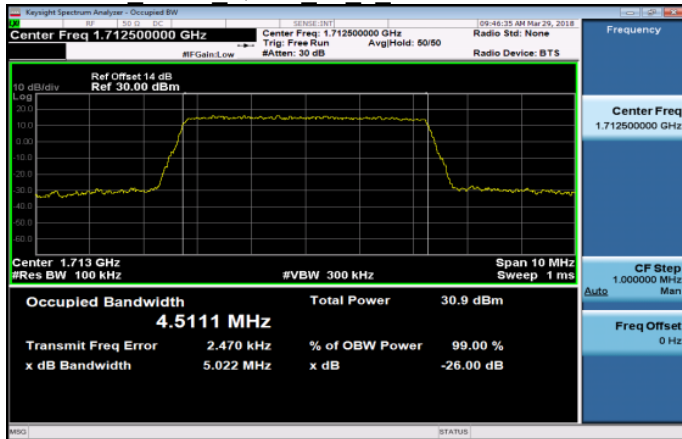 Keysight Spectrum Analyzer - Occupied BW
RF 50 Ω DC SENSE:INT 09:46:35 AM Mar 29, 2018
Center Freq 1.712500000 GHz
Center Freq: 1.712500000 GHz Radio Std: None
Trig: Free Run Avg|Hold: 50/50
#IFGain:Low #Atten: 30 dB Radio Device: BTS
Frequency
Ref Offset 14 dB
10 dB/div Ref 30.00 dBm
Log
20.0
10.0
0.00
-10.0
-20.0
-30.0
-40.0
-50.0
-60.0
Center 1.713 GHz Span 10 MHz
#Res BW 100 kHz #VBW 300 kHz Sweep 1 ms
Occupied Bandwidth Total Power 30.9 dBm
4.5111 MHz
Transmit Freq Error 2.470 kHz % of OBW Power 99.00 %
x dB Bandwidth 5.022 MHz x dB -26.00 dB
Center Freq
1.712500000 GHz
CF Step
1.000000 MHz
Auto Man
Freq Offset
0 Hz
MSG STATUS